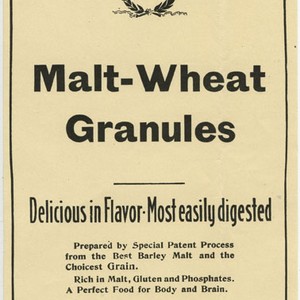 Malt-Wheat
Granules
Delicious in Flavor-Most easily digested
Prepared by Special Patent Process
from the Best Barley Malt and the
Choicest Grain.
Rich in Malt, Gluten and Phosphates.
A Perfect Food for Body and Brain.